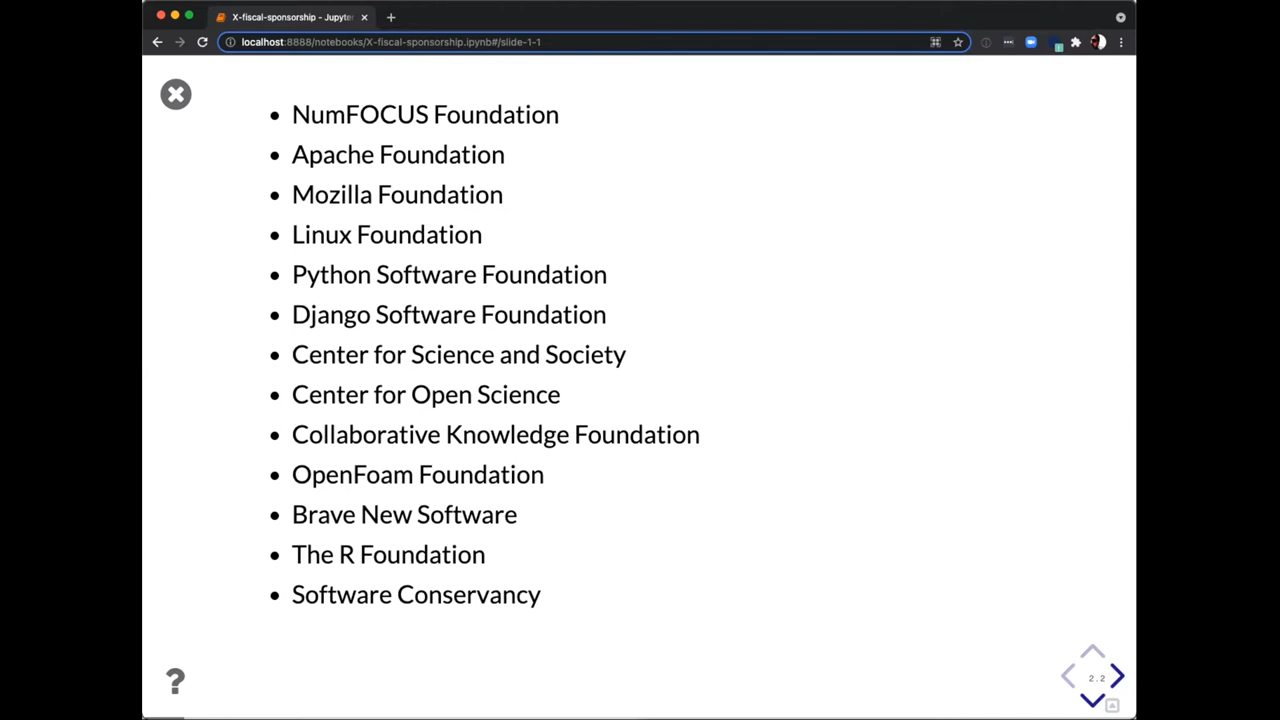 X-fiscal-sponsorship - Jupyte
localhost:8888/notebooks/X-fiscal-sponsorship.ipynb#/slide-1-1
NumFOCUS Foundation
Apache Foundation
Mozilla Foundation
Linux Foundation
Python Software Foundation
Django Software Foundation
Center for Science and Society
Center for Open Science
Collaborative Knowledge Foundation
OpenFoam Foundation
Brave New Software
The R Foundation
Software Conservancy
?
2.2